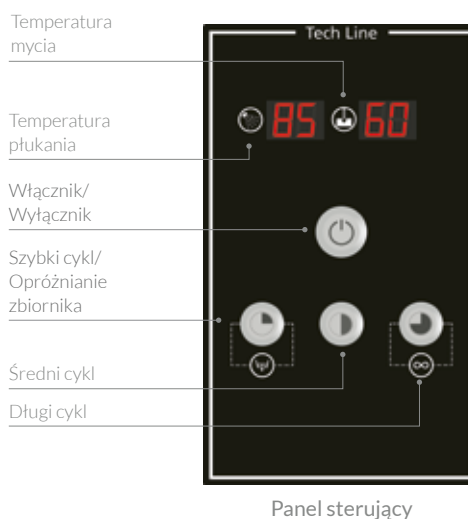 Temperatura
mycia
Tech Line
85 60
Temperatura
płukania
Włącznik/
Wyłącznik
Szybki cykl/
Opróżnianie
zbiornika
Średni cykl
Długi cykl
Panel sterujący